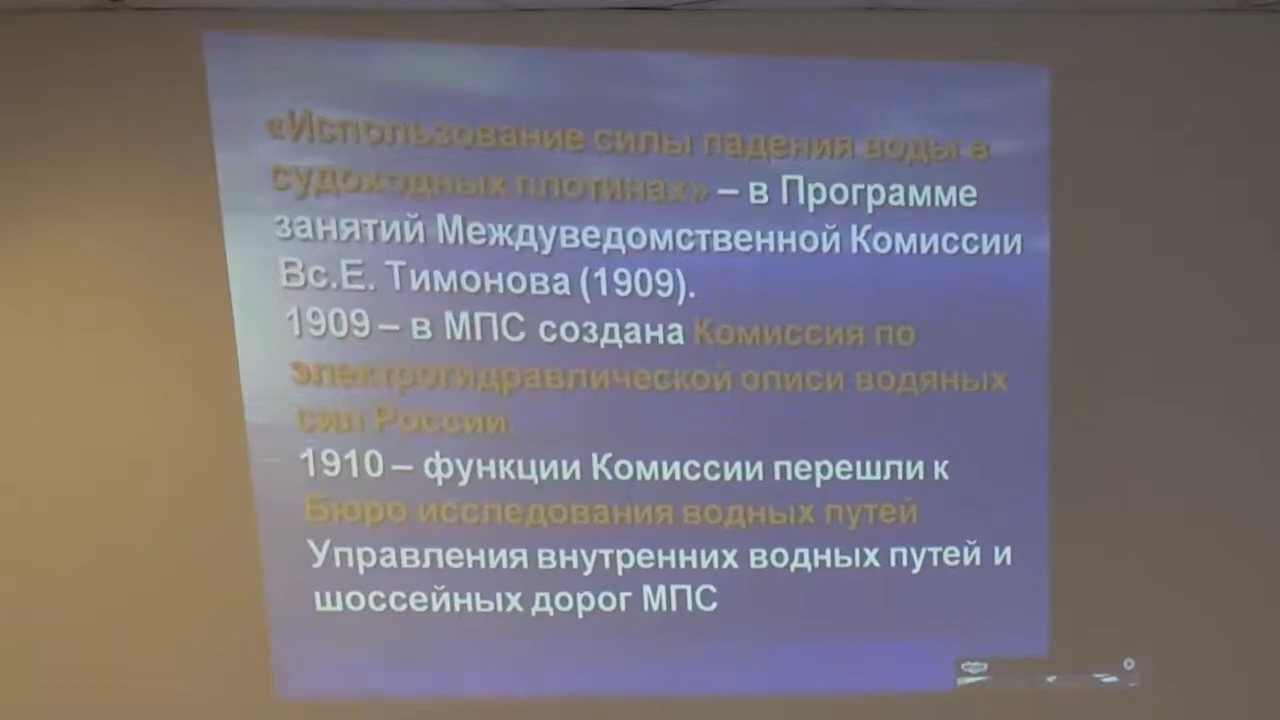 «Использование силы падения воды в
судоходных плотинах» – в Программе
занятий Междуведомственной Комиссии
Вс.Е. Тимонова (1909).
1909 – в МПС создана Комиссия по
электрогидравлической описи водяных
сил России.
1910 – функции Комиссии перешли к
Бюро исследования водных путей
Управления внутренних водных путей и
шоссейных дорог МПС